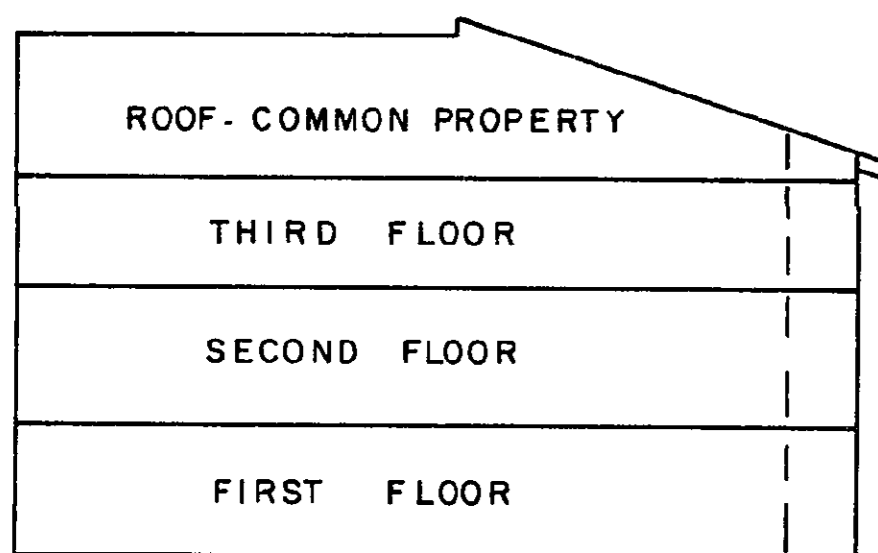 ROOF - COMMON PROPERTY
THIRD FLOOR
SECOND FLOOR
FIRST FLOOR